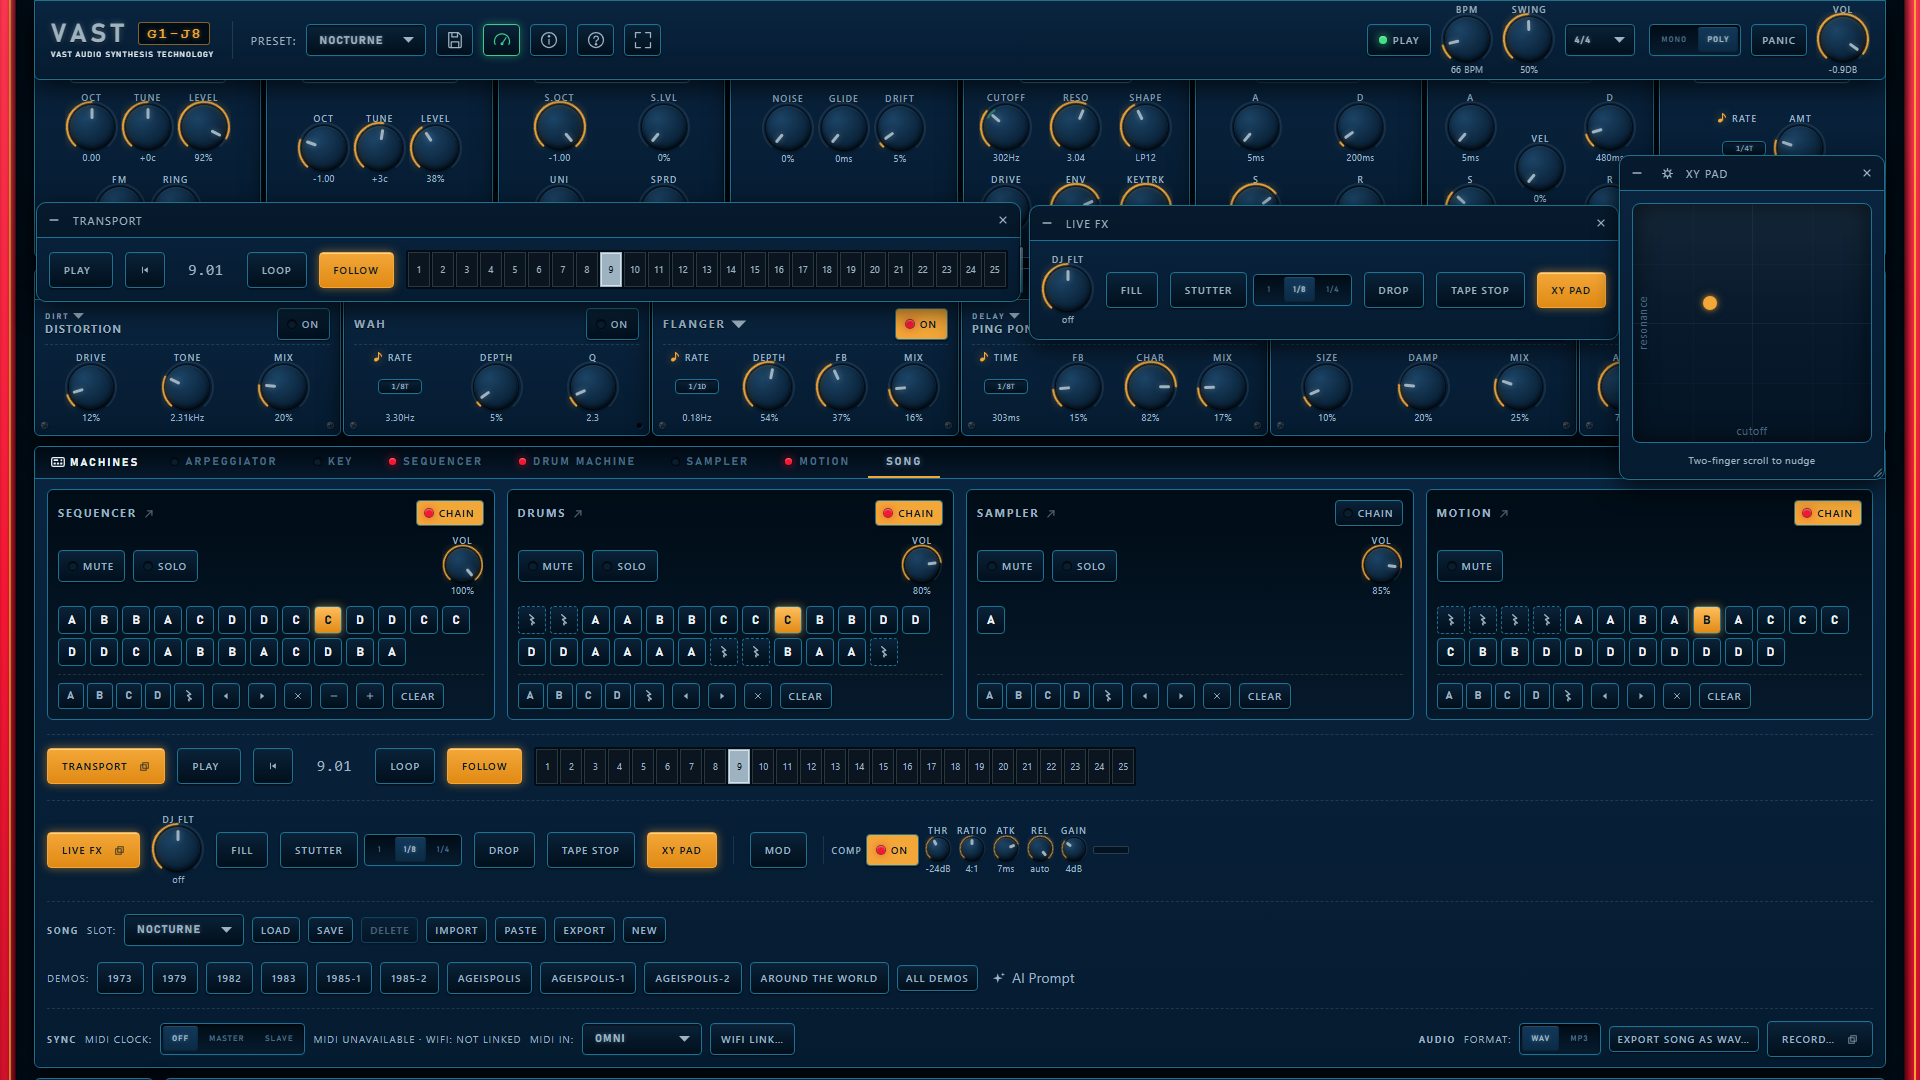 VAST G1-J8
VAST AUDIO SYNTHESIS TECHNOLOGY
PRESET: NOCTURNE
PLAY BPM 66 BPM SWING 50% 4/4 MONO POLY PANIC VOL -0.9DB
OCT TUNE LEVEL
0.00 +0c 92%
FM RING
OCT TUNE LEVEL
-1.00 +3c 38%
S.OCT S.LVL
-1.00 0%
UNI SPRD
NOISE GLIDE DRIFT
0% 0ms 5%
CUTOFF RESO SHAPE
302Hz 3.04 LP12
DRIVE ENV KEYTRK
A D
5ms 200ms
S R
A VEL D
5ms 0% 480ms
S R
RATE AMT
1/4T
XY PAD
resonance
cutoff
Two-finger scroll to nudge
TRANSPORT
PLAY 9.01 LOOP FOLLOW 1 2 3 4 5 6 7 8 9 10 11 12 13 14 15 16 17 18 19 20 21 22 23 24 25
LIVE FX
DJ FLT off FILL STUTTER 1 1/8 1/4 DROP TAPE STOP XY PAD
DIRT
DISTORTION ON
DRIVE TONE MIX
12% 2.31kHz 20%
WAH ON
RATE DEPTH Q
1/8T
3.30Hz 5% 2.3
FLANGER ON
RATE DEPTH FB MIX
1/1D
0.18Hz 54% 37% 16%
DELAY
PING PON
TIME FB CHAR MIX
1/8T
303ms 15% 82% 17%
SIZE DAMP MIX
10% 20% 25%
MACHINES ARPEGGIATOR KEY SEQUENCER DRUM MACHINE SAMPLER MOTION SONG
SEQUENCER CHAIN
MUTE SOLO VOL 100%
A B B A C D D C C D D C C
D D C A B B A C D B A
A B C D CLEAR
DRUMS CHAIN
MUTE SOLO VOL 80%
A A B B C C C B B D D
D D A A A A B A A
A B C D CLEAR
SAMPLER CHAIN
MUTE SOLO VOL 85%
A
A B C D CLEAR
MOTION CHAIN
MUTE
A A B A B A C C C
C B B D D D D D D D D
A B C D CLEAR
TRANSPORT PLAY 9.01 LOOP FOLLOW 1 2 3 4 5 6 7 8 9 10 11 12 13 14 15 16 17 18 19 20 21 22 23 24 25
LIVE FX DJ FLT off FILL STUTTER 1 1/8 1/4 DROP TAPE STOP XY PAD MOD COMP ON THR -24dB RATIO 4:1 ATK 7ms REL auto GAIN 4dB
SONG SLOT: NOCTURNE LOAD SAVE DELETE IMPORT PASTE EXPORT NEW
DEMOS: 1973 1979 1982 1983 1985-1 1985-2 AGEISPOLIS AGEISPOLIS-1 AGEISPOLIS-2 AROUND THE WORLD ALL DEMOS AI Prompt
SYNC MIDI CLOCK: OFF MASTER SLAVE MIDI UNAVAILABLE · WIFI: NOT LINKED MIDI IN: OMNI WIFI LINK... AUDIO FORMAT: WAV MP3 EXPORT SONG AS WAV... RECORD...